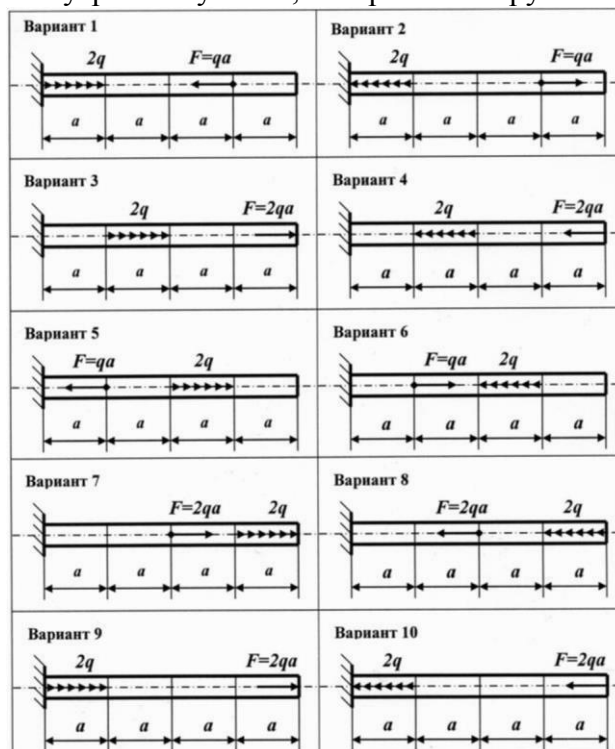 Вариант 1
2q F=qa
a a a a
Вариант 2
2q F=qa
a a a a
Вариант 3
2q F=2qa
a a a a
Вариант 4
2q F=2qa
a a a a
Вариант 5
F=qa 2q
a a a a
Вариант 6
F=qa 2q
a a a a
Вариант 7
F=2qa 2q
a a a a
Вариант 8
F=2qa 2q
a a a a
Вариант 9
2q F=2qa
a a a a
Вариант 10
2q F=2qa
a a a a